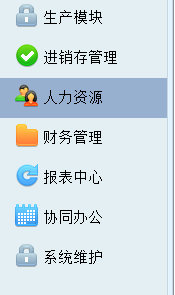 生产模块
进销存管理
人力资源
财务管理
报表中心
协同办公
系统维护